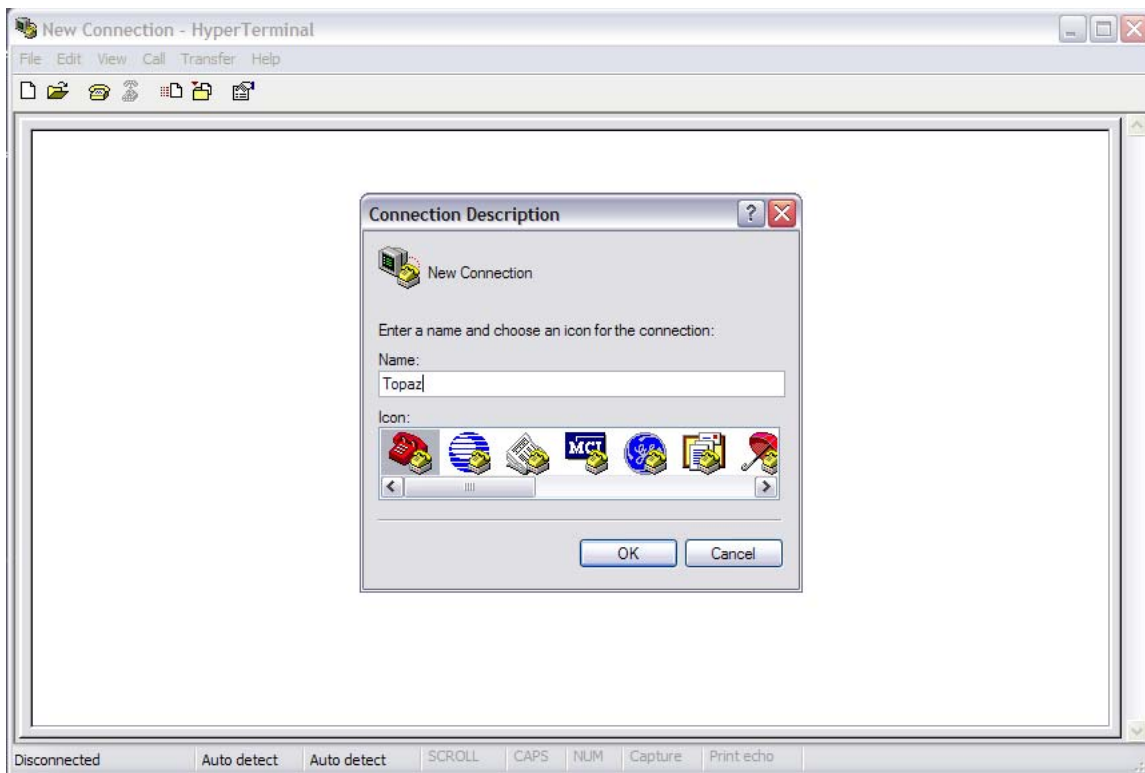 New Connection - HyperTerminal
File Edit View Call Transfer Help
Connection Description
New Connection
Enter a name and choose an icon for the connection:
Name:
Topaz
Icon:
MCI
OK Cancel
Disconnected Auto detect Auto detect SCROLL CAPS NUM Capture Print echo